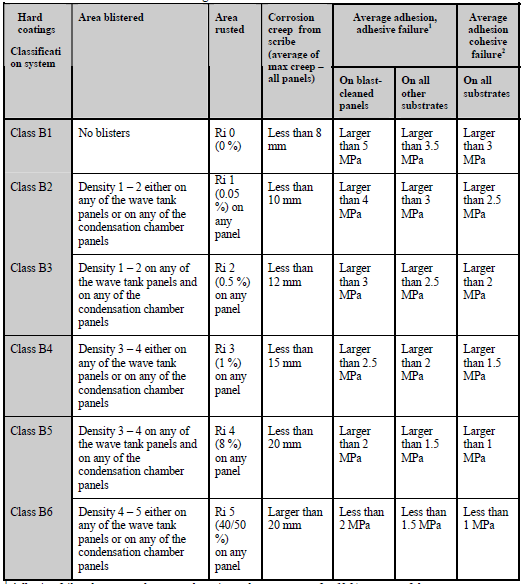 Hard coatings Classificati on system | Area blistered | Area rusted | Corrosion creep from scribe (average of max creep – all panels) | Average adhesion, adhesive failure1 | Average adhesion cohesive failure2
On blast-cleaned panels | On all other substrates | On all substrates
Class B1 | No blisters | Ri 0 (0 %) | Less than 8 mm | Larger than 5 MPa | Larger than 3.5 MPa | Larger than 3 MPa
Class B2 | Density 1 – 2 either on any of the wave tank panels or on any of the condensation chamber panels | Ri 1 (0.05 %) on any panel | Less than 10 mm | Larger than 4 MPa | Larger than 3 MPa | Larger than 2.5 MPa
Class B3 | Density 1 – 2 on any of the wave tank panels and on any of the condensation chamber panels | Ri 2 (0.5 %) on any panel | Less than 12 mm | Larger than 3 MPa | Larger than 2.5 MPa | Larger than 2 MPa
Class B4 | Density 3 – 4 either on any of the wave tank panels or on any of the condensation chamber panels | Ri 3 (1 %) on any panel | Less than 15 mm | Larger than 2.5 MPa | Larger than 2 MPa | Larger than 1.5 MPa
Class B5 | Density 3 – 4 on any of the wave tank panels and on any of the condensation chamber panels | Ri 4 (8 %) on any panel | Less than 20 mm | Larger than 2 MPa | Larger than 1.5 MPa | Larger than 1 MPa
Class B6 | Density 4 – 5 either on any of the wave tank panels or on any of the condensation chamber panels | Ri 5 (40/50 %) on any panel | Larger than 20 mm | Less than 2 MPa | Less than 1.5 MPa | Less than 1 MPa